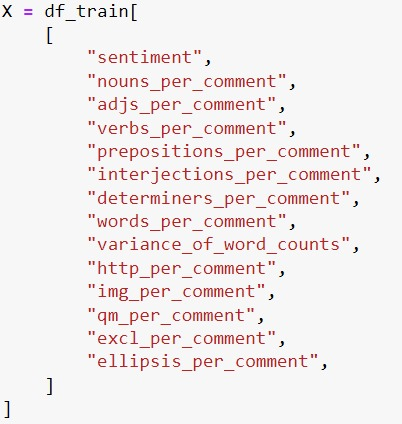 X = df_train[
    [
        "sentiment",
        "nouns_per_comment",
        "adjs_per_comment",
        "verbs_per_comment",
        "prepositions_per_comment",
        "interjections_per_comment",
        "determiners_per_comment",
        "words_per_comment",
        "variance_of_word_counts",
        "http_per_comment",
        "img_per_comment",
        "qm_per_comment",
        "excl_per_comment",
        "ellipsis_per_comment",
    ]
]